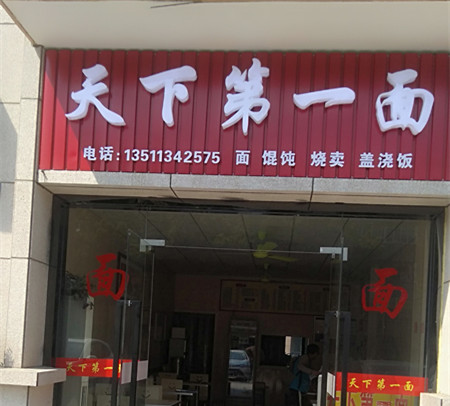 天下第一面
电话:13511342575 面 馄饨 烧卖 盖浇饭
面 面
天下第一面 天下第一面